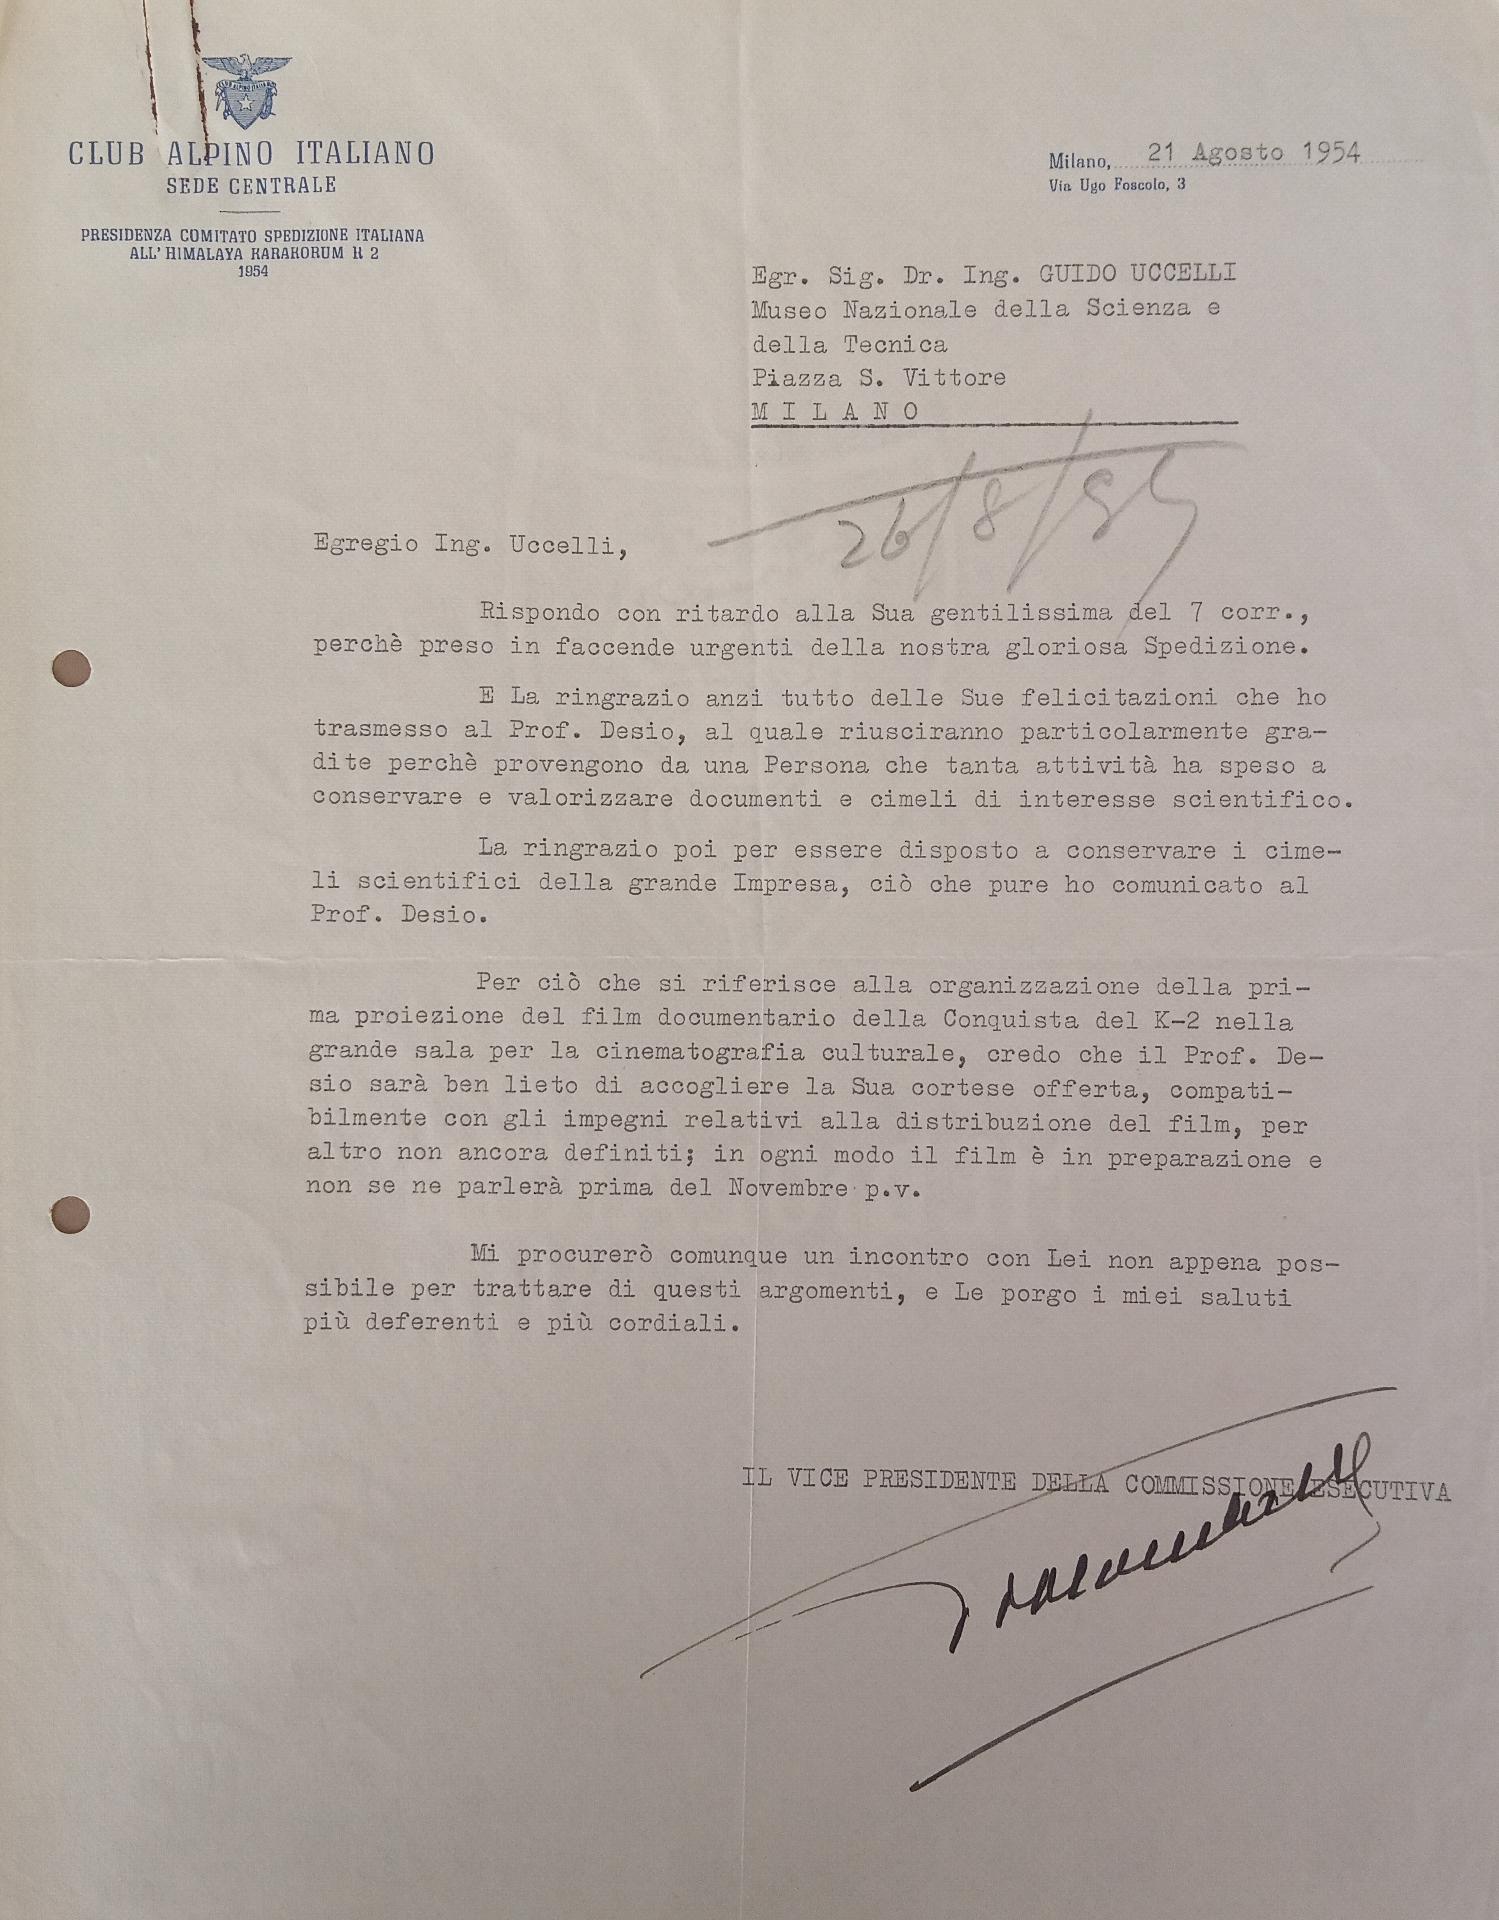 CLUB ALPINO ITALIANO
CLUB ALPINO ITALIANO
SEDE CENTRALE
PRESIDENZA COMITATO SPEDIZIONE ITALIANA
ALL'HIMALAYA KARAKORUM K 2
1954
Milano, 21 Agosto 1954
Via Ugo Foscolo, 3
Egr. Sig. Dr. Ing. GUIDO UCCELLI
Museo Nazionale della Scienza e
della Tecnica
Piazza S. Vittore
M I L A N O
26/8/54
Egregio Ing. Uccelli,
Rispondo con ritardo alla Sua gentilissima del 7 corr.,
perchè preso in faccende urgenti della nostra gloriosa Spedizione.
E La ringrazio anzi tutto delle Sue felicitazioni che ho
trasmesso al Prof. Desio, al quale riusciranno particolarmente gra-
dite perchè provengono da una Persona che tanta attività ha speso a
conservare e valorizzare documenti e cimeli di interesse scientifico.
La ringrazio poi per essere disposto a conservare i cime-
li scientifici della grande Impresa, ciò che pure ho comunicato al
Prof. Desio.
Per ciò che si riferisce alla organizzazione della pri-
ma proiezione del film documentario della Conquista del K-2 nella
grande sala per la cinematografia culturale, credo che il Prof. De-
sio sarà ben lieto di accogliere la Sua cortese offerta, compati-
bilmente con gli impegni relativi alla distribuzione del film, per
altro non ancora definiti; in ogni modo il film è in preparazione e
non se ne parlerà prima del Novembre p.v.
Mi procurerò comunque un incontro con Lei non appena pos-
sibile per trattare di questi argomenti, e Le porgo i miei saluti
più deferenti e più cordiali.
IL VICE PRESIDENTE DELLA COMMISSIONE ESECUTIVA